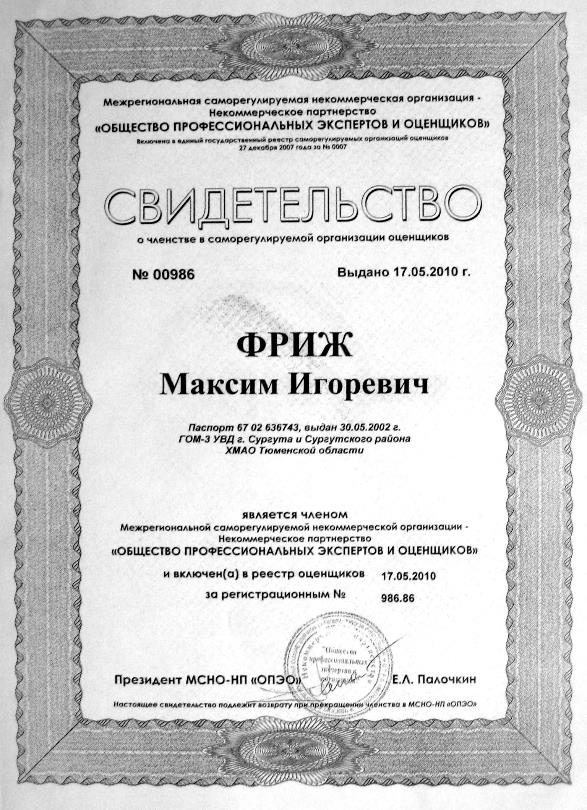 Межрегиональная саморегулируемая некоммерческая организация -
Некоммерческое партнерство
«ОБЩЕСТВО ПРОФЕССИОНАЛЬНЫХ ЭКСПЕРТОВ И ОЦЕНЩИКОВ»
Включена в единый государственный реестр саморегулируемых организаций оценщиков
27 декабря 2007 года за № 0007
СВИДЕТЕЛЬСТВО
о членстве в саморегулируемой организации оценщиков
№ 00986 Выдано 17.05.2010 г.
ФРИЖ
Максим Игоревич
Паспорт 67 02 636743, выдан 30.05.2002 г.
ГОМ-3 УВД г. Сургута и Сургутского района
ХМАО Тюменской области
является членом
Межрегиональной саморегулируемой некоммерческой организации -
Некоммерческое партнерство
«ОБЩЕСТВО ПРОФЕССИОНАЛЬНЫХ ЭКСПЕРТОВ И ОЦЕНЩИКОВ»
и включен(а) в реестр оценщиков 17.05.2010
за регистрационным № 986.86
"Общество
профессиональных
экспертов и
Президент МСНО-НП «ОПЭО» Е.Л. Палочкин
Настоящее свидетельство подлежит возврату при прекращении членства в МСНО-НП «ОПЭО»